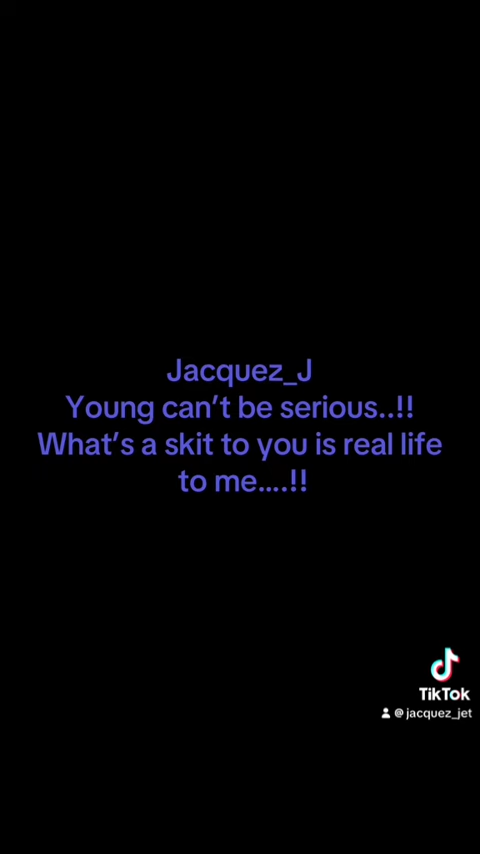 Jacquez_J
Young can’t be serious..!!
What’s a skit to you is real life
to me....!!
TikTok
@jacquez_jet